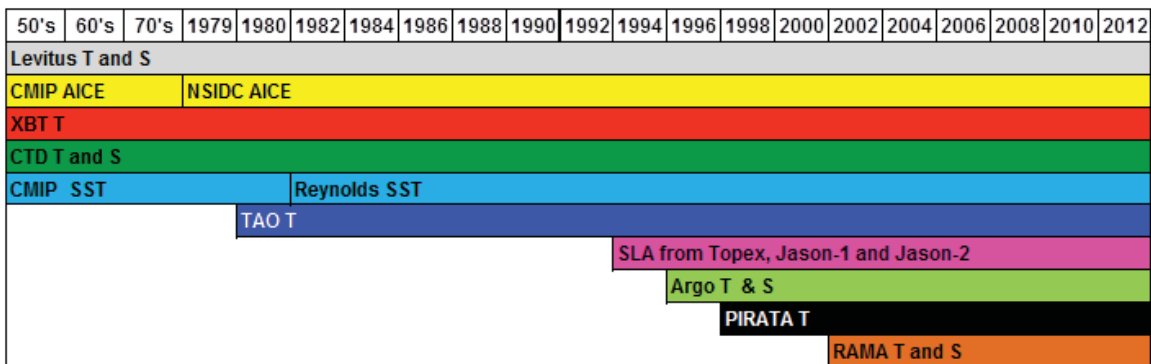 50's 60's 70's 1979 1980 1982 1984 1986 1988 1990 1992 1994 1996 1998 2000 2002 2004 2006 2008 2010 2012
Levitus T and S
CMIP AICE NSIDC AICE
XBT T
CTD T and S
CMIP SST Reynolds SST
TAO T
SLA from Topex, Jason-1 and Jason-2
Argo T & S
PIRATA T
RAMA T and S